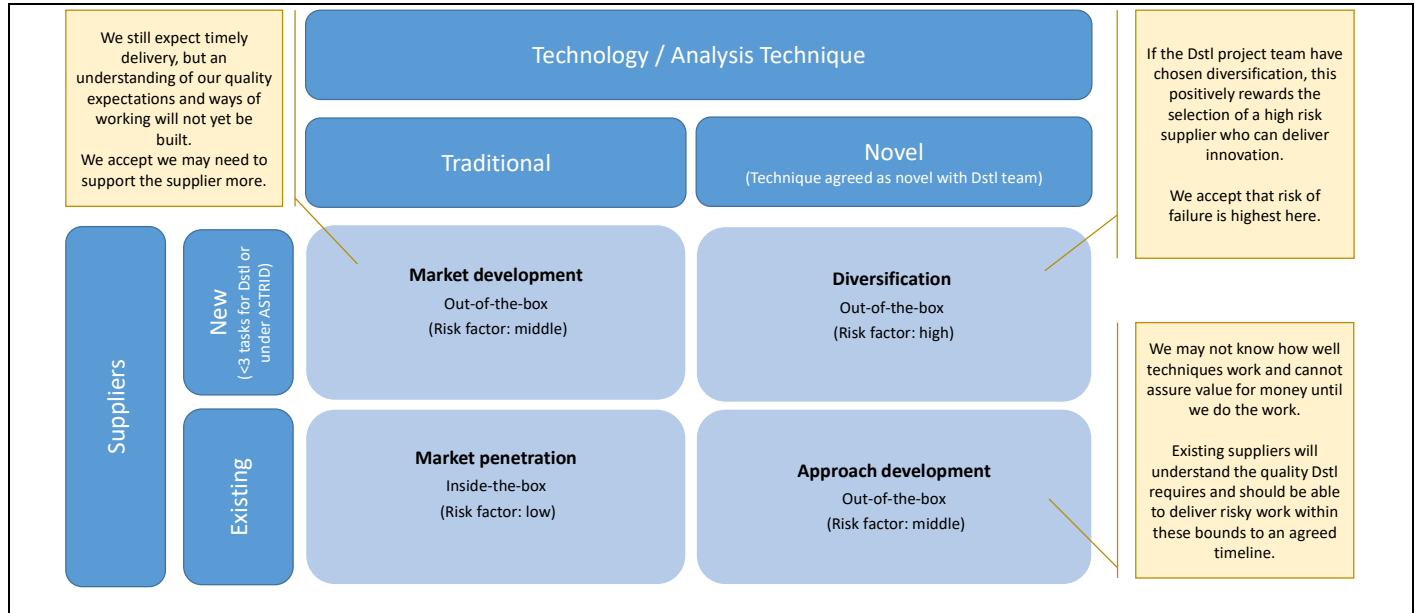 We still expect timely
delivery, but an
understanding of our quality
expectations and ways of
working will not yet be
built.
We accept we may need to
support the supplier more.
Technology / Analysis Technique
If the Dstl project team have
chosen diversification, this
positively rewards the
selection of a high risk
supplier who can deliver
innovation.
We accept that risk of
failure is highest here.
Traditional
Novel
(Technique agreed as novel with Dstl team)
Suppliers
New
(<3 tasks for Dstl or
under ASTRID)
Market development
Out-of-the-box
(Risk factor: middle)
Diversification
Out-of-the-box
(Risk factor: high)
Existing
Market penetration
Inside-the-box
(Risk factor: low)
Approach development
Out-of-the-box
(Risk factor: middle)
We may not know how well
techniques work and cannot
assure value for money until
we do the work.
Existing suppliers will
understand the quality Dstl
requires and should be able
to deliver risky work within
these bounds to an agreed
timeline.